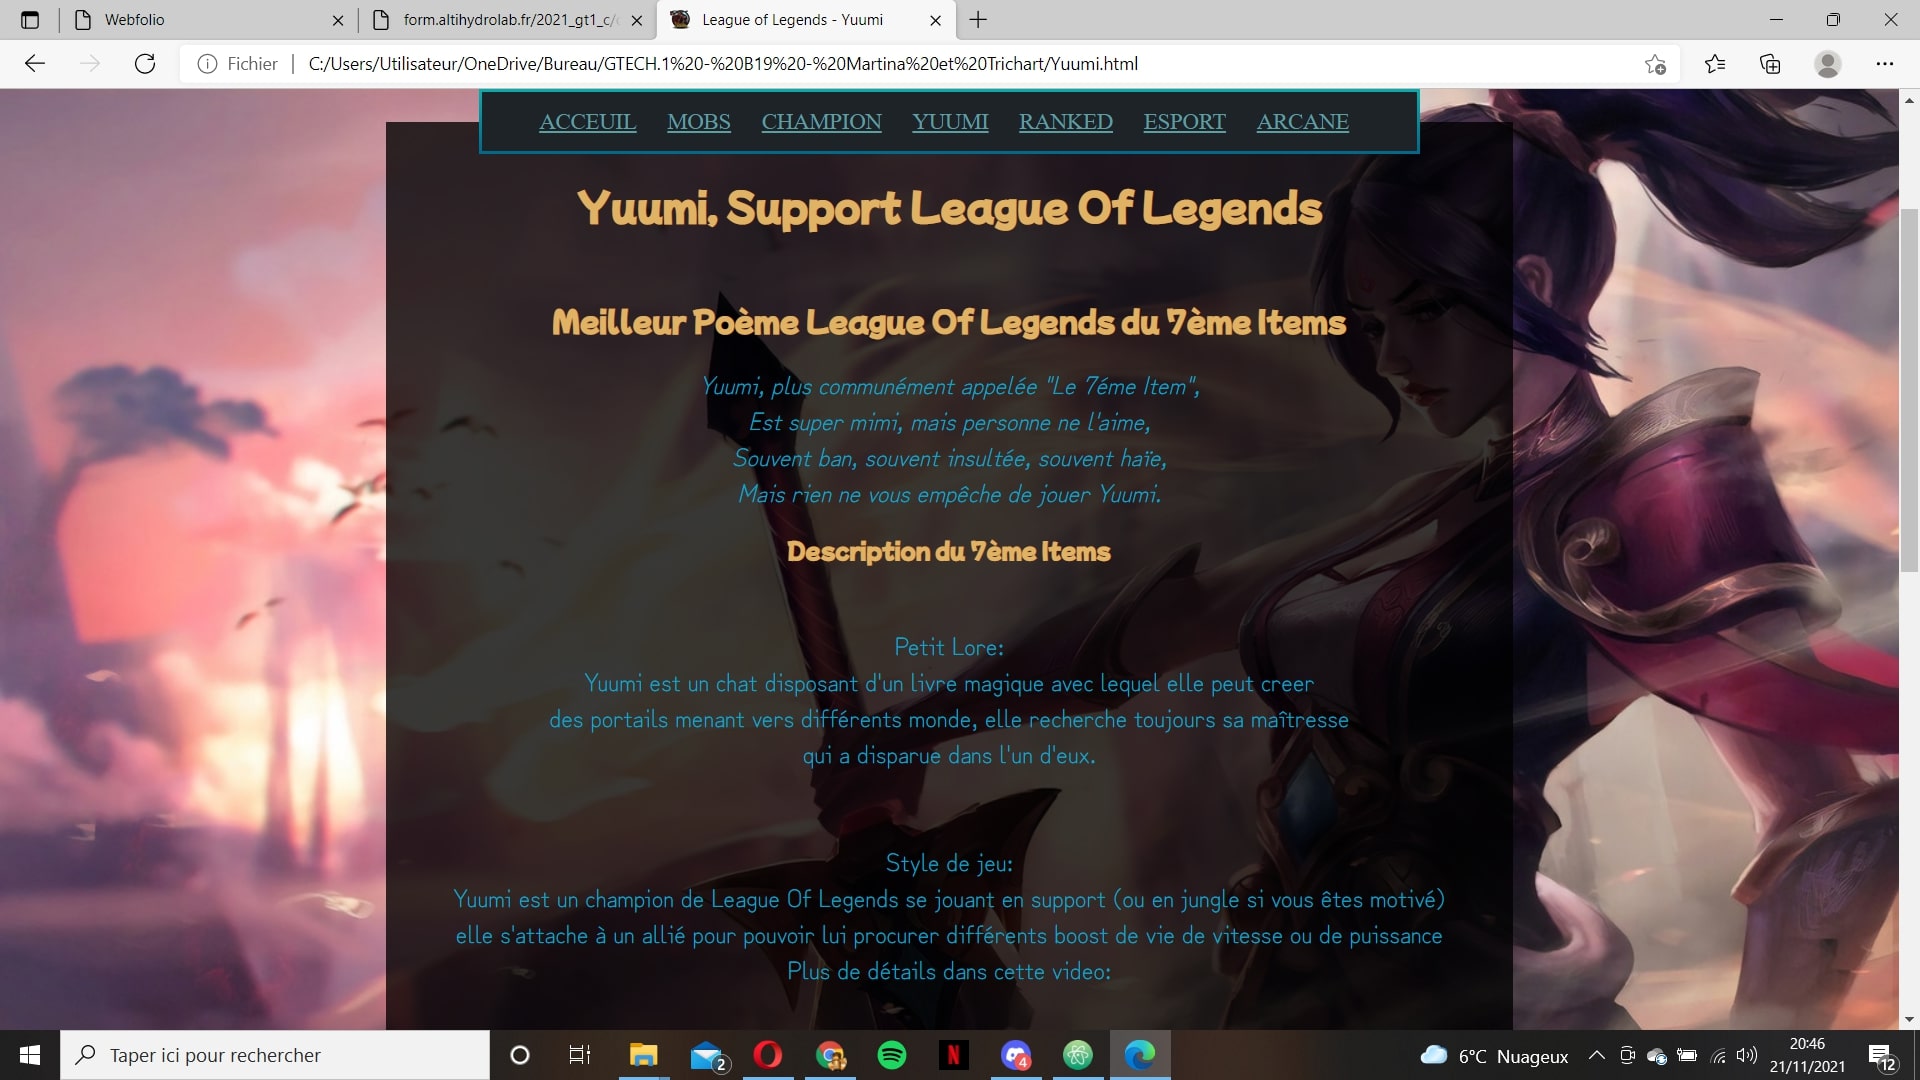 Webfolio
form.altihydrolab.fr/2021_gt1_c/
League of Legends - Yuumi
Fichier
C:/Users/Utilisateur/OneDrive/Bureau/GTECH.1%20-%20B19%20-%20Martina%20et%20Trichart/Yuumi.html
ACCEUIL MOBS CHAMPION YUUMI RANKED ESPORT ARCANE
Yuumi, Support League Of Legends
Meilleur Poème League Of Legends du 7ème Items
Yuumi, plus communément appelée "Le 7éme Item",
Est super mimi, mais personne ne l'aime,
Souvent ban, souvent insultée, souvent haïe,
Mais rien ne vous empêche de jouer Yuumi.
Description du 7ème Items
Petit Lore:
Yuumi est un chat disposant d'un livre magique avec lequel elle peut creer
des portails menant vers différents monde, elle recherche toujours sa maîtresse
qui a disparue dans l'un d'eux.
Style de jeu:
Yuumi est un champion de League Of Legends se jouant en support (ou en jungle si vous êtes motivé)
elle s'attache à un allié pour pouvoir lui procurer différents boost de vie de vitesse ou de puissance
Plus de détails dans cette video:
Taper ici pour rechercher
2
N
4
6°C Nuageux
20:46
21/11/2021
12